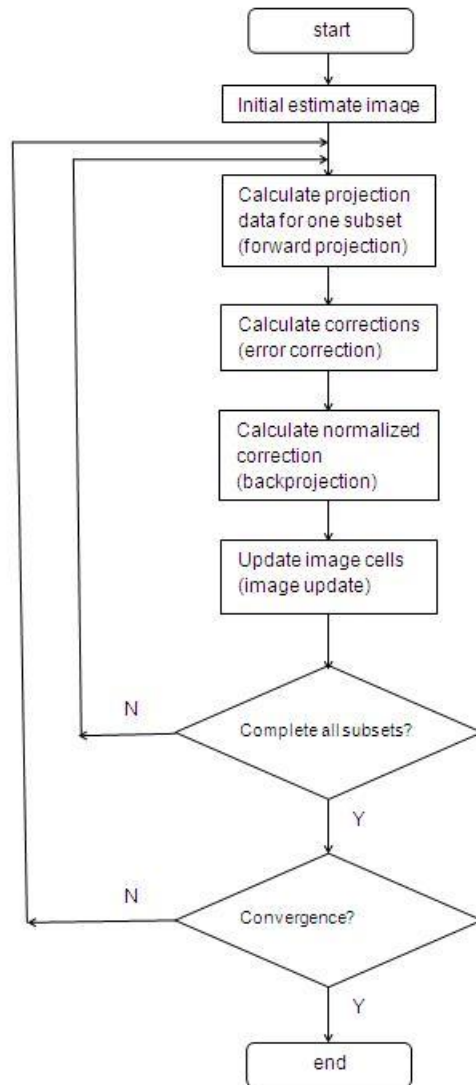 start
Initial estimate image
Calculate projection
data for one subset
(forward projection)
Calculate corrections
(error correction)
Calculate normalized
correction
(backprojection)
Update image cells
(image update)
N
Complete all subsets?
Y
N
Convergence?
Y
end